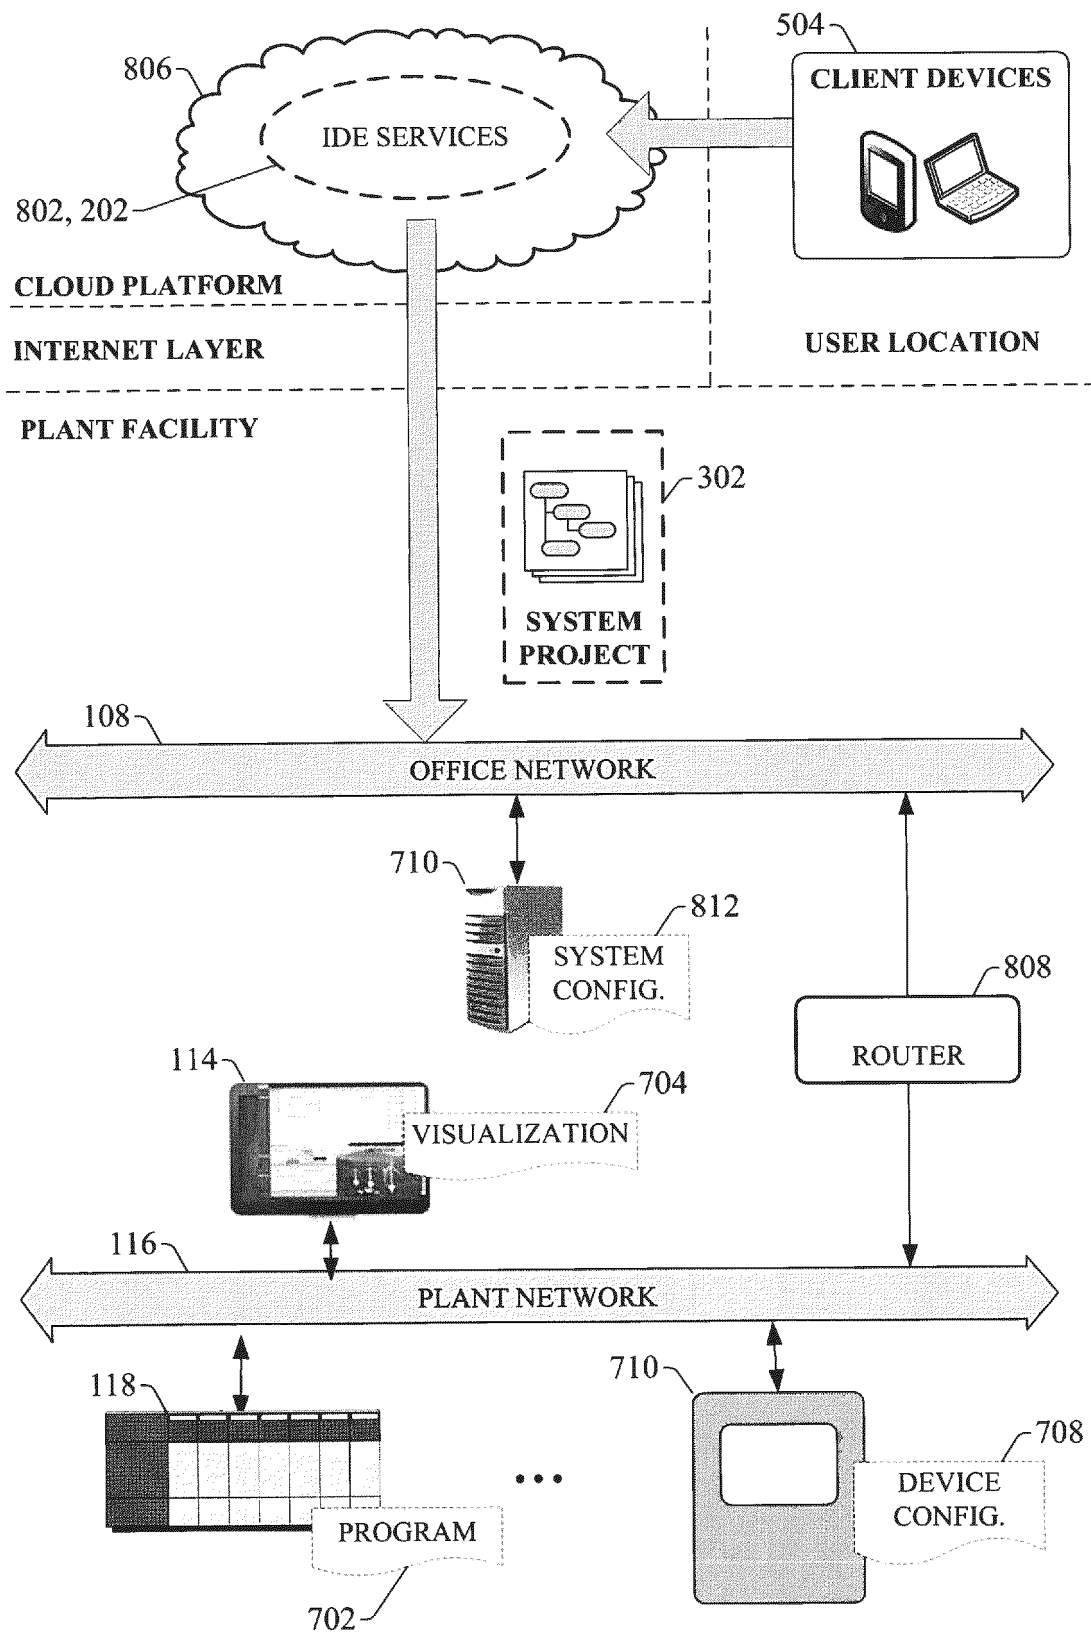 504
806
CLIENT DEVICES
IDE SERVICES
802, 202
CLOUD PLATFORM
INTERNET LAYER
USER LOCATION
PLANT FACILITY
302
SYSTEM
PROJECT
108
OFFICE NETWORK
710
812
SYSTEM
CONFIG.
808
ROUTER
114
704
VISUALIZATION
116
PLANT NETWORK
118
710
708
DEVICE
CONFIG.
PROGRAM
702